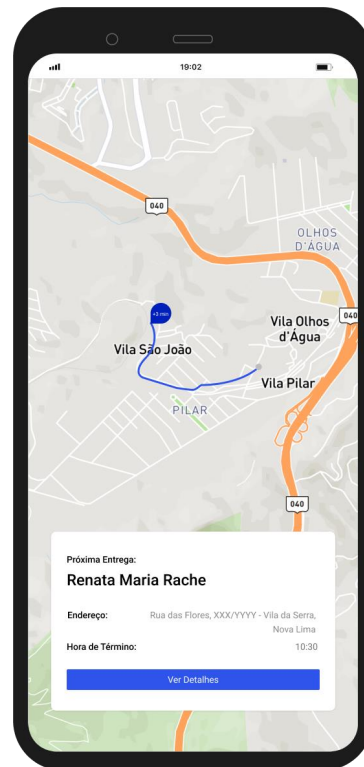 19:02
040
OLHOS
D'ÁGUA
+3 min
Vila São João
Vila Olhos
d'Água
040
Vila Pilar
PILAR
040
Próxima Entrega:
Renata Maria Rache
Endereço: Rua das Flores, XXX/YYYY - Vila da Serra,
Nova Lima
Hora de Término: 10:30
Ver Detalhes